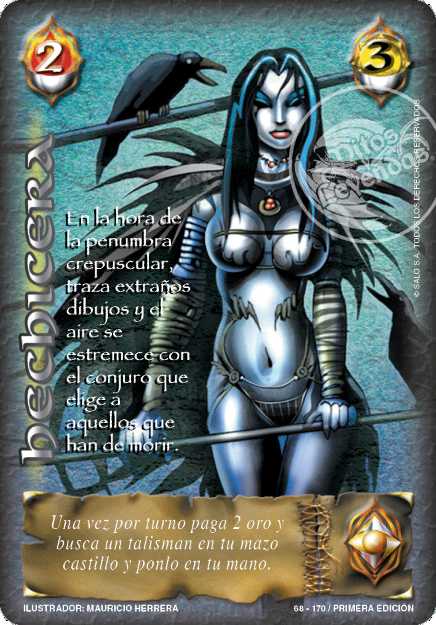 2
3
HECHICERA
En la hora de
la penumbra
crepuscular,
traza extraños
dibujos y el
aire se
estremece con
el conjuro que
elige a
aquellos que
han de morir.
Mitos
y Leyendas
© SALO S.A. TODOS LOS DERECHOS RESERVADOS
Una vez por turno paga 2 oro y
busca un talisman en tu mazo
castillo y ponlo en tu mano.
ILUSTRADOR: MAURICIO HERRERA
68 - 170 / PRIMERA EDICIÓN